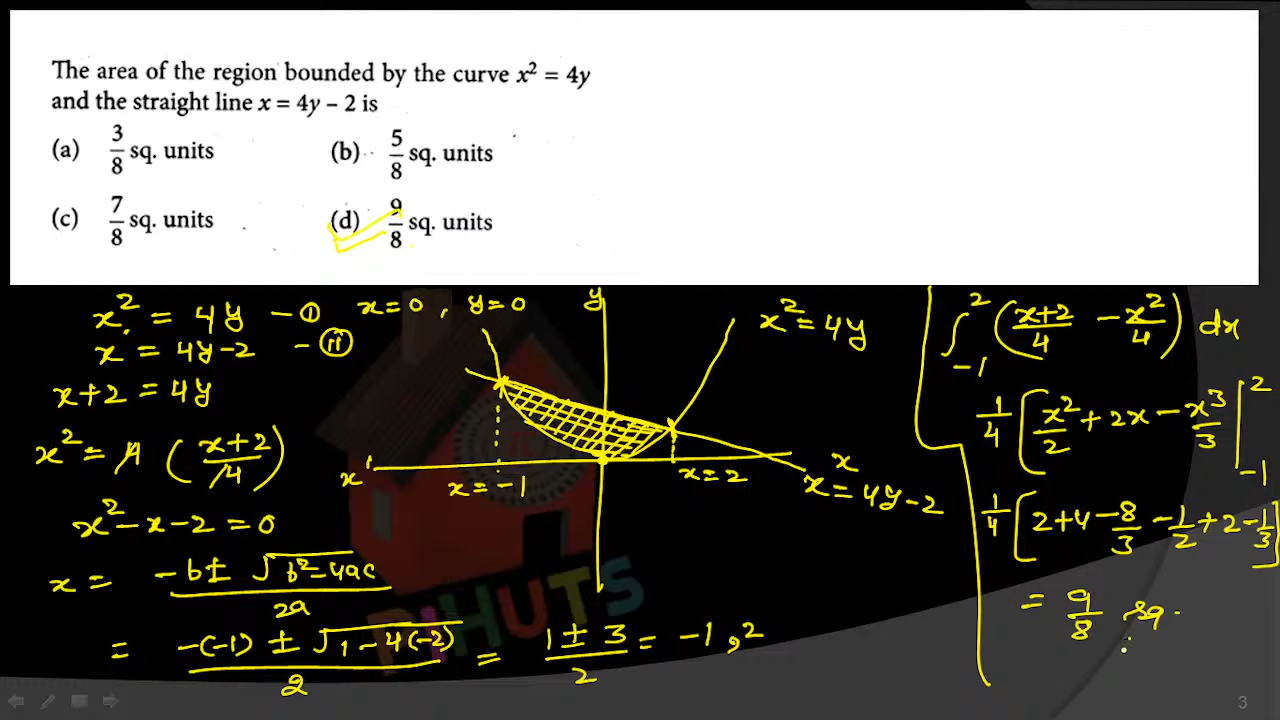 The area of the region bounded by the curve x² = 4y
and the straight line x = 4y – 2 is
(a) 3/8 sq. units (b) 5/8 sq. units
(c) 7/8 sq. units (d) 9/8 sq. units
x² = 4y – ① x=0, y=0
x = 4y-2 – ⓘⓘ
x+2 = 4y
x² = 4 ( x+2 / 4 )
x² - x - 2 = 0
x = -b ± √b²-4ac / 2a
= -(-1) ± √1-4(-2) / 2 = 1 ± 3 / 2 = -1, 2
y
x² = 4y
x'
x = -1
x = 2
x
x = 4y-2
∫₋₁² ( x+2 / 4 - x² / 4 ) dx
1/4 [ x²/2 + 2x - x³/3 ]₋₁²
1/4 [ 2+4 - 8/3 - 1/2 + 2 - 1/3 ]
= 9/8 sq.
PIHUTS
3